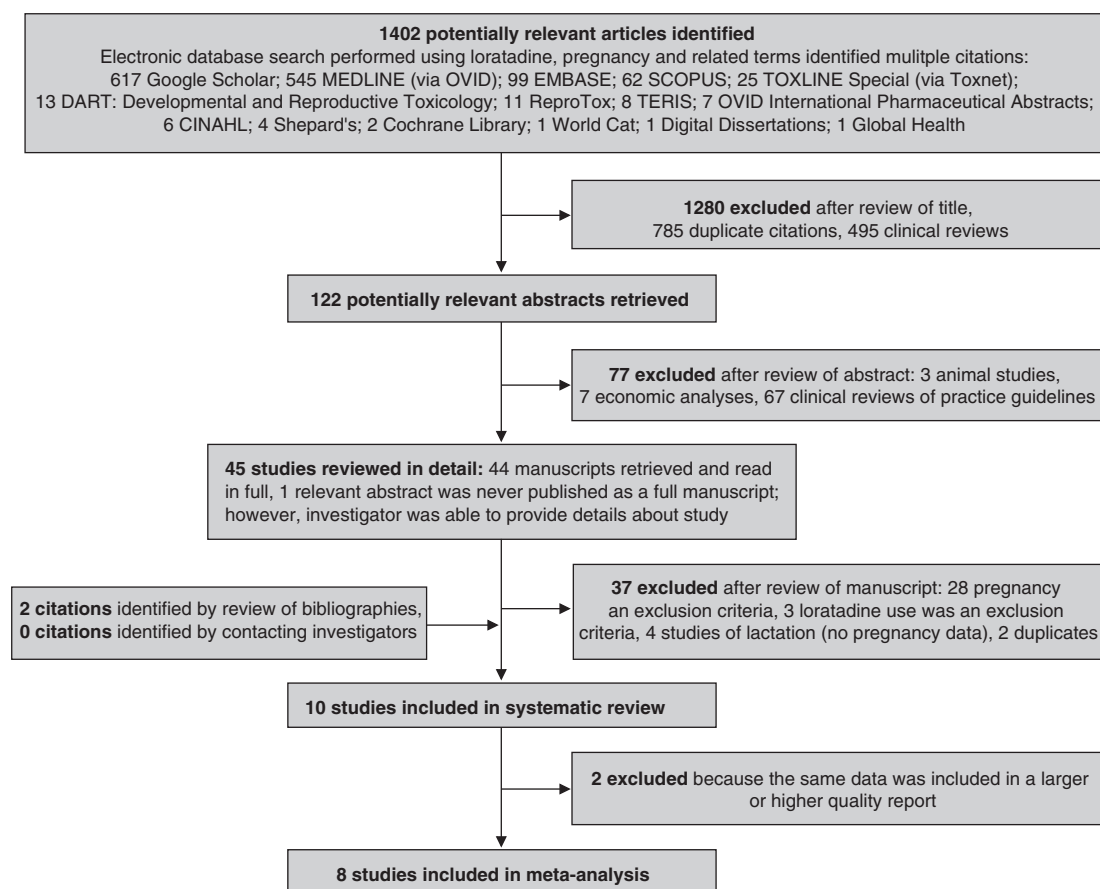 1402 potentially relevant articles identified
Electronic database search performed using loratadine, pregnancy and related terms identified mulitple citations:
617 Google Scholar; 545 MEDLINE (via OVID); 99 EMBASE; 62 SCOPUS; 25 TOXLINE Special (via Toxnet);
13 DART: Developmental and Reproductive Toxicology; 11 ReproTox; 8 TERIS; 7 OVID International Pharmaceutical Abstracts;
6 CINAHL; 4 Shepard's; 2 Cochrane Library; 1 World Cat; 1 Digital Dissertations; 1 Global Health
1280 excluded after review of title,
785 duplicate citations, 495 clinical reviews
122 potentially relevant abstracts retrieved
77 excluded after review of abstract: 3 animal studies,
7 economic analyses, 67 clinical reviews of practice guidelines
45 studies reviewed in detail: 44 manuscripts retrieved and read
in full, 1 relevant abstract was never published as a full manuscript;
however, investigator was able to provide details about study
2 citations identified by review of bibliographies,
0 citations identified by contacting investigators
37 excluded after review of manuscript: 28 pregnancy
an exclusion criteria, 3 loratadine use was an exclusion
criteria, 4 studies of lactation (no pregnancy data), 2 duplicates
10 studies included in systematic review
2 excluded because the same data was included in a larger
or higher quality report
8 studies included in meta-analysis